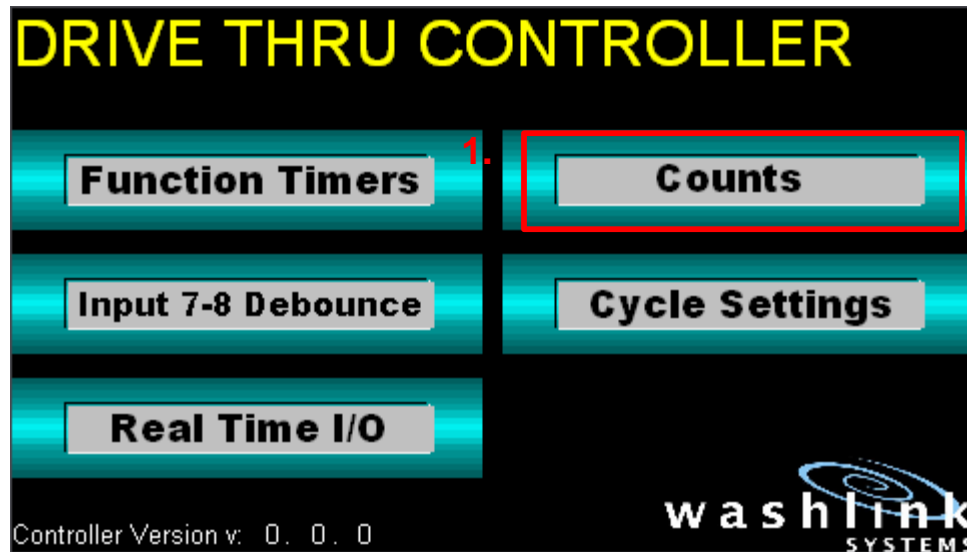 DRIVE THRU CONTROLLER
Function Timers
1.
Counts
Input 7-8 Debounce
Cycle Settings
Real Time I/O
Controller Version v: 0. 0. 0
washlink
SYSTEMS